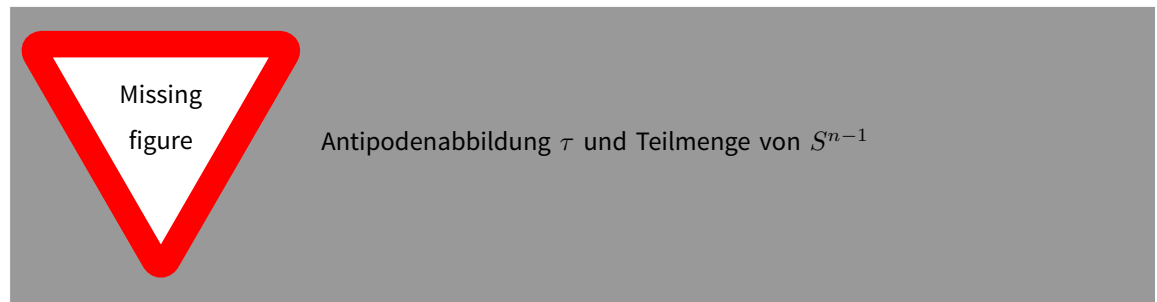 Missing
figure
Antipodenabbildung τ und Teilmenge von $S^{n-1}$